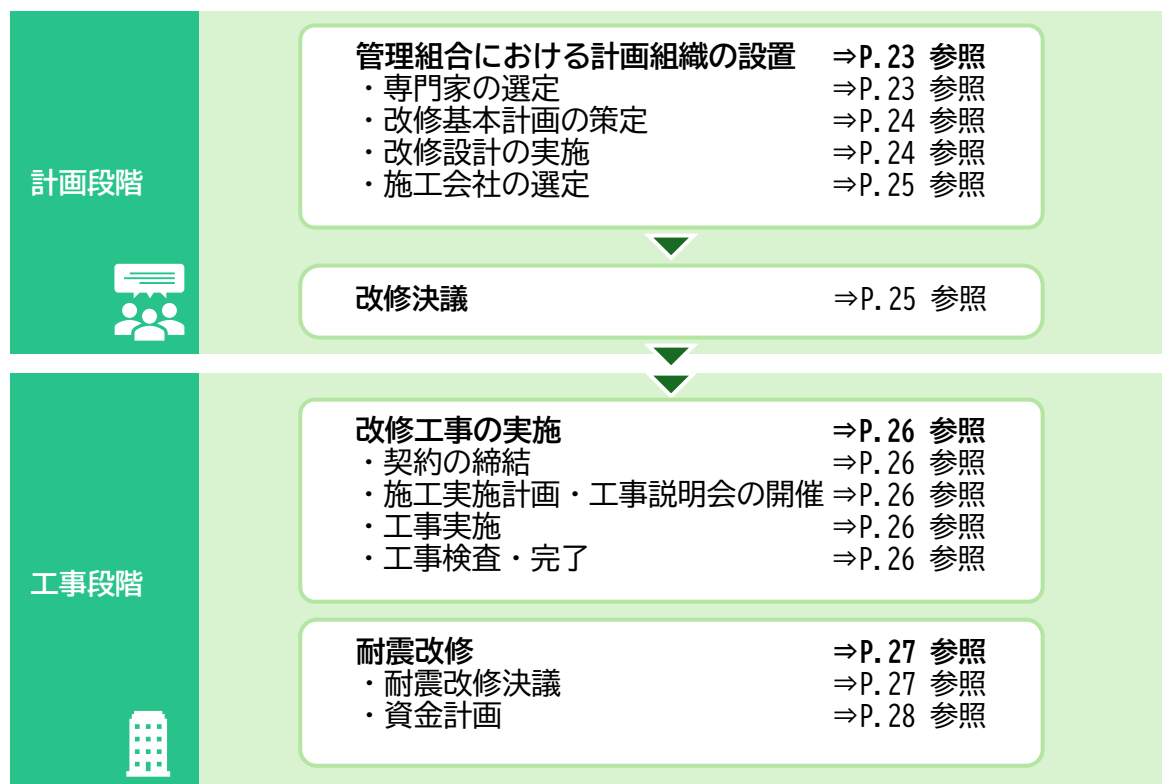 計画段階
管理組合における計画組織の設置 ⇒P.23 参照
・専門家の選定 ⇒P.23 参照
・改修基本計画の策定 ⇒P.24 参照
・改修設計の実施 ⇒P.24 参照
・施工会社の選定 ⇒P.25 参照
改修決議 ⇒P.25 参照
工事段階
改修工事の実施 ⇒P.26 参照
・契約の締結 ⇒P.26 参照
・施工実施計画・工事説明会の開催 ⇒P.26 参照
・工事実施 ⇒P.26 参照
・工事検査・完了 ⇒P.26 参照
耐震改修 ⇒P.27 参照
・耐震改修決議 ⇒P.27 参照
・資金計画 ⇒P.28 参照